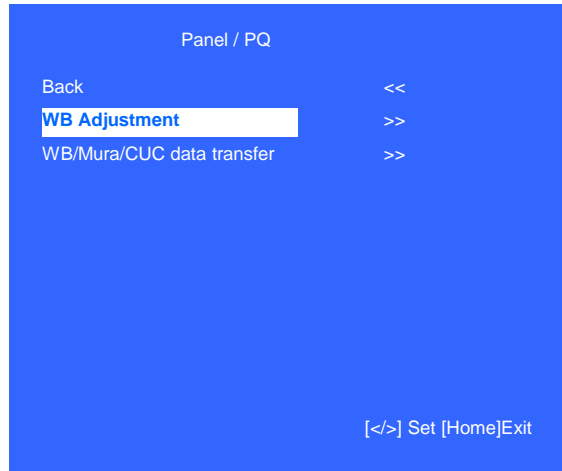 Panel / PQ
Back <<
WB Adjustment >>
WB/Mura/CUC data transfer >>
[</>] Set [Home]Exit